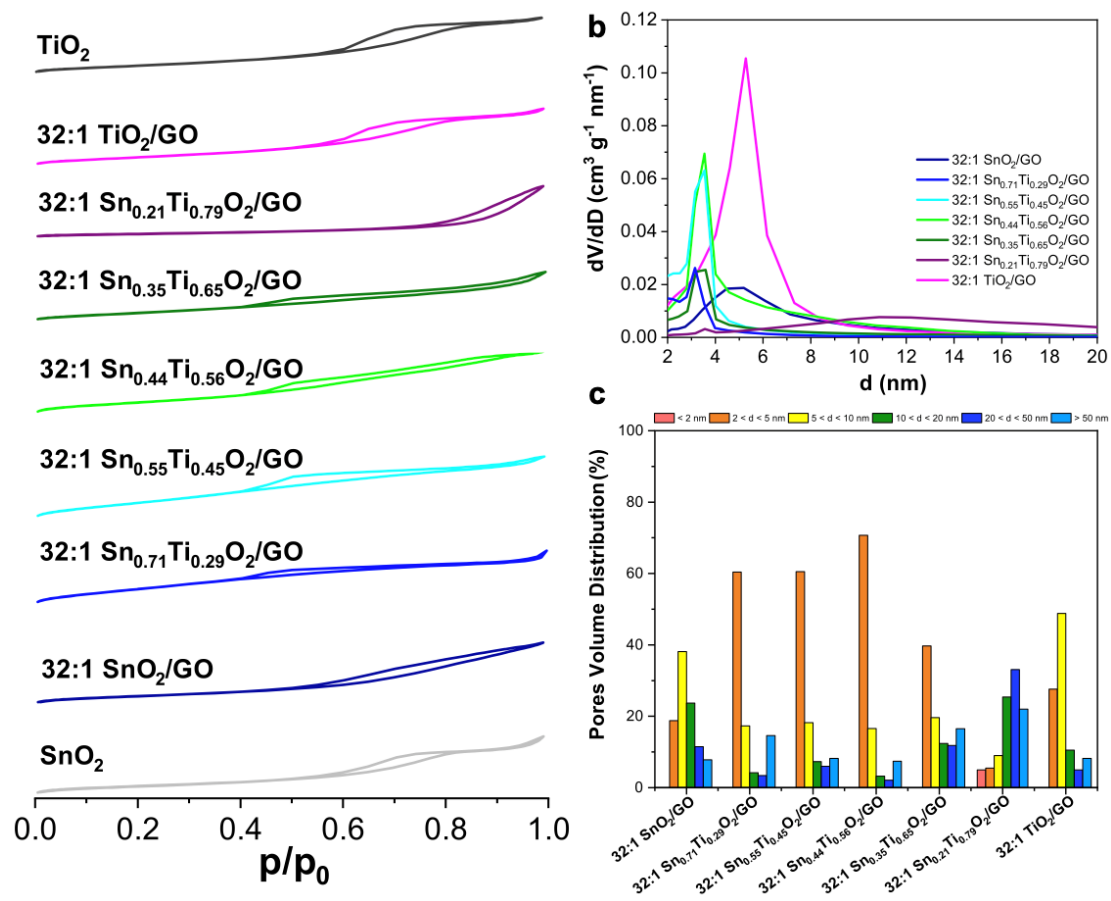 TiO₂
32:1 TiO₂/GO
32:1 Sn₀.₂₁Ti₀.₇₉O₂/GO
32:1 Sn₀.₃₅Ti₀.₆₅O₂/GO
32:1 Sn₀.₄₄Ti₀.₅₆O₂/GO
32:1 Sn₀.₅₅Ti₀.₄₅O₂/GO
32:1 Sn₀.₇₁Ti₀.₂₉O₂/GO
32:1 SnO₂/GO
SnO₂
0.0 0.2 0.4 0.6 0.8 1.0
p/p₀
b
dV/dD (cm³ g⁻¹ nm⁻¹)
0.12
0.10
0.08
0.06
0.04
0.02
0.00
32:1 SnO₂/GO
32:1 Sn₀.₇₁Ti₀.₂₉O₂/GO
32:1 Sn₀.₅₅Ti₀.₄₅O₂/GO
32:1 Sn₀.₄₄Ti₀.₅₆O₂/GO
32:1 Sn₀.₃₅Ti₀.₆₅O₂/GO
32:1 Sn₀.₂₁Ti₀.₇₉O₂/GO
32:1 TiO₂/GO
2 4 6 8 10 12 14 16 18 20
d (nm)
c
< 2 nm 2 < d < 5 nm 5 < d < 10 nm 10 < d < 20 nm 20 < d < 50 nm > 50 nm
Pores Volume Distribution(%)
100
80
60
40
20
0
32:1 SnO₂/GO
32:1 Sn₀.₇₁Ti₀.₂₉O₂/GO
32:1 Sn₀.₅₅Ti₀.₄₅O₂/GO
32:1 Sn₀.₄₄Ti₀.₅₆O₂/GO
32:1 Sn₀.₃₅Ti₀.₆₅O₂/GO
32:1 Sn₀.₂₁Ti₀.₇₉O₂/GO
32:1 TiO₂/GO